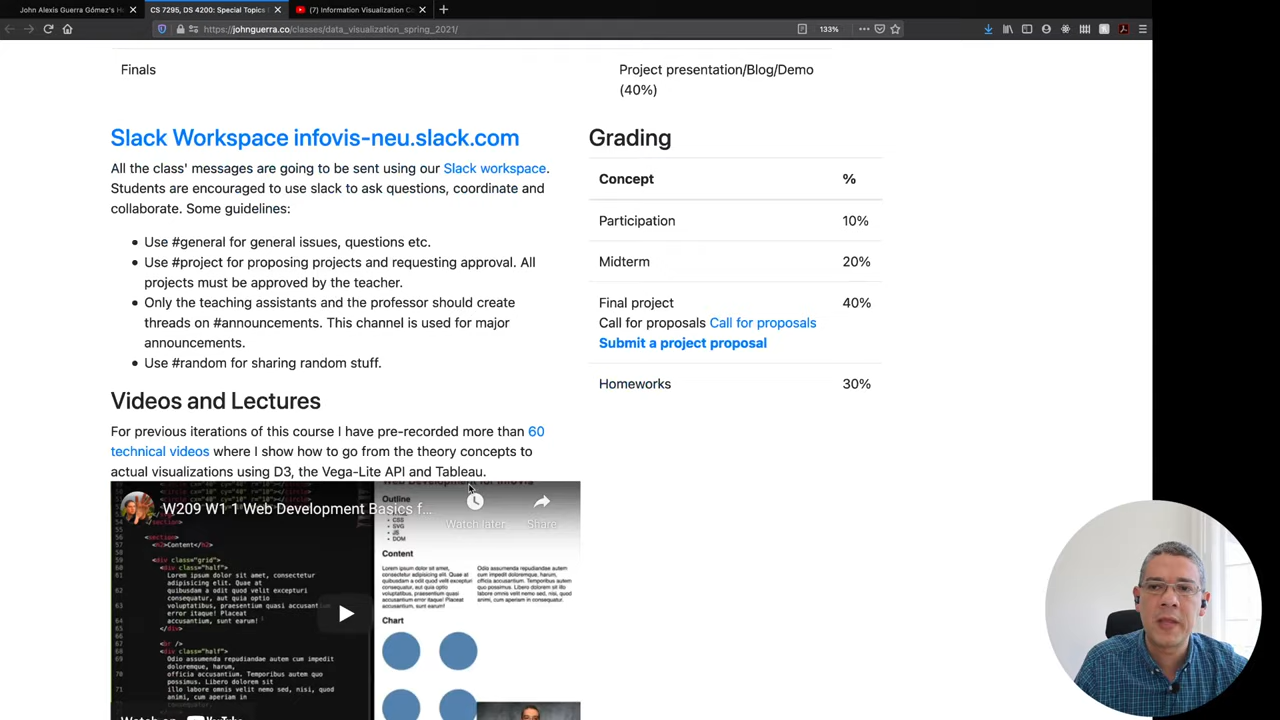 John Alexis Guerra Gómez's H
CS 7295, DS 4200: Special Topics
(7) Information Visualization Co
https://johnguerra.co/classes/data_visualization_spring_2021/
133%
Finals
Project presentation/Blog/Demo
(40%)
Slack Workspace infovis-neu.slack.com
All the class' messages are going to be sent using our Slack workspace.
Students are encouraged to use slack to ask questions, coordinate and
collaborate. Some guidelines:
Use #general for general issues, questions etc.
Use #project for proposing projects and requesting approval. All
projects must be approved by the teacher.
Only the teaching assistants and the professor should create
threads on #announcements. This channel is used for major
announcements.
Use #random for sharing random stuff.
Grading
Concept %
Participation 10%
Midterm 20%
Final project 40%
Call for proposals Call for proposals
Submit a project proposal
Homeworks 30%
Videos and Lectures
For previous iterations of this course I have pre-recorded more than 60
technical videos where I show how to go from the theory concepts to
actual visualizations using D3, the Vega-Lite API and Tableau.
W209 W1 1 Web Development Basics f...
Watch later
Share
Outline
CSS
SVG
JS
DOM
Content
Chart